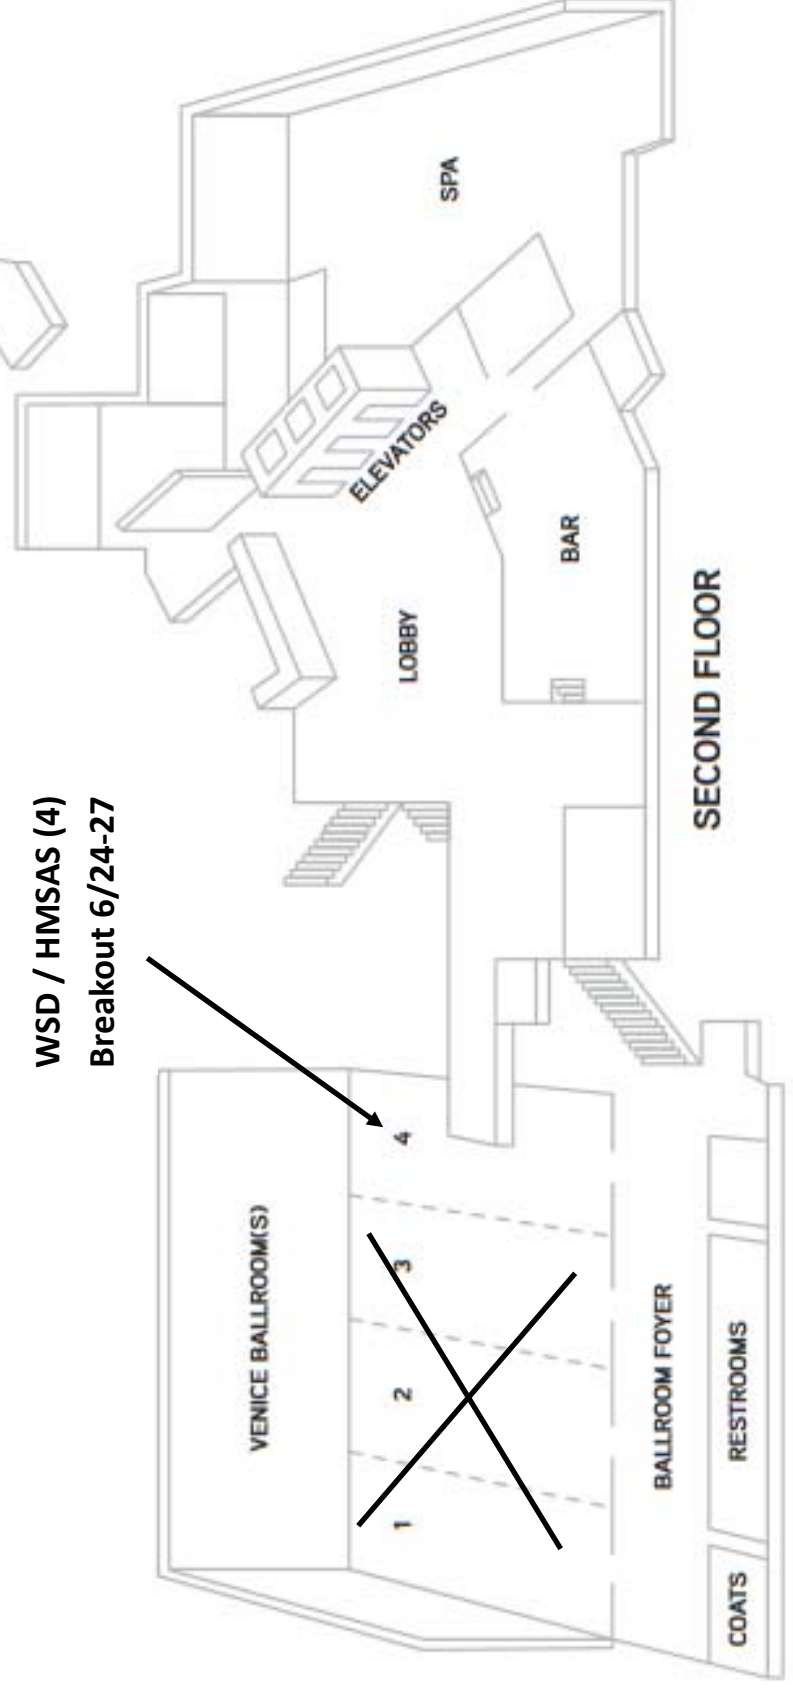 WSD / HMSAS (4)
Breakout 6/24-27
VENICE BALLROOM(S)
1
2
3
4
BALLROOM FOYER
COATS
RESTROOMS
LOBBY
ELEVATORS
SPA
BAR
SECOND FLOOR